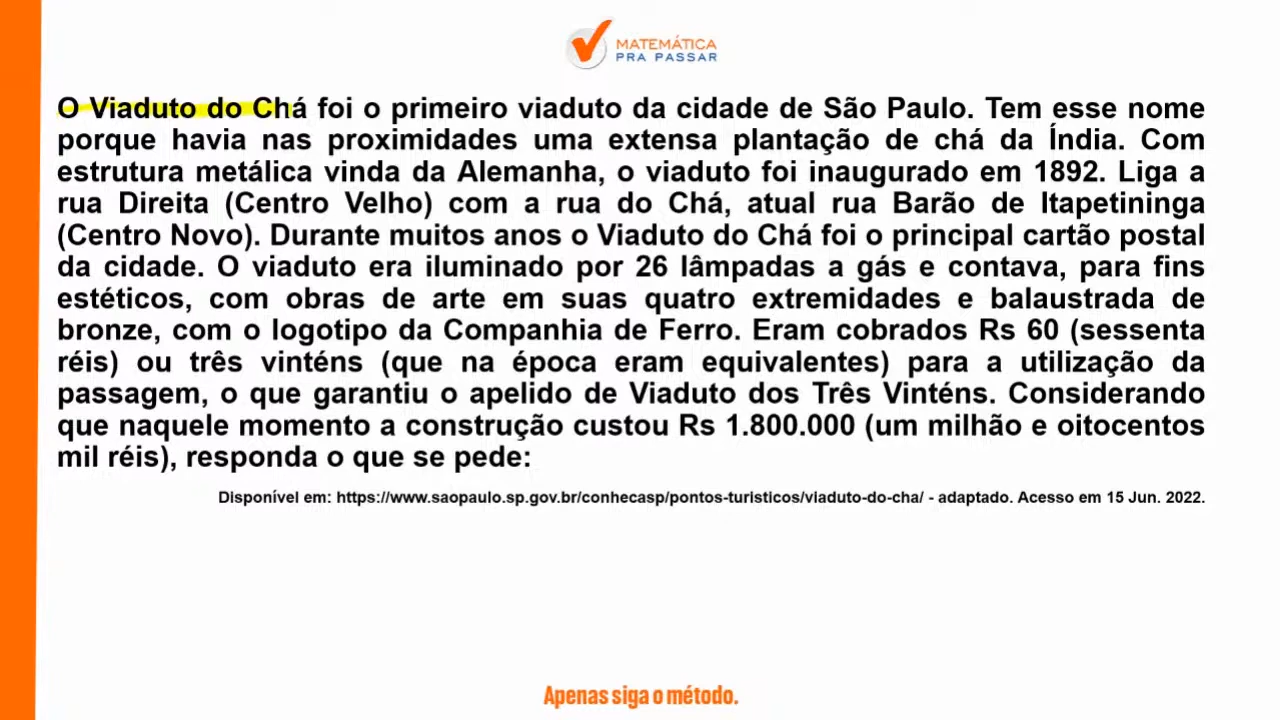 MATEMÁTICA
PRA PASSAR
O Viaduto do Chá foi o primeiro viaduto da cidade de São Paulo. Tem esse nome
porque havia nas proximidades uma extensa plantação de chá da Índia. Com
estrutura metálica vinda da Alemanha, o viaduto foi inaugurado em 1892. Liga a
rua Direita (Centro Velho) com a rua do Chá, atual rua Barão de Itapetininga
(Centro Novo). Durante muitos anos o Viaduto do Chá foi o principal cartão postal
da cidade. O viaduto era iluminado por 26 lâmpadas a gás e contava, para fins
estéticos, com obras de arte em suas quatro extremidades e balaustrada de
bronze, com o logotipo da Companhia de Ferro. Eram cobrados Rs 60 (sessenta
réis) ou três vinténs (que na época eram equivalentes) para a utilização da
passagem, o que garantiu o apelido de Viaduto dos Três Vinténs. Considerando
que naquele momento a construção custou Rs 1.800.000 (um milhão e oitocentos
mil réis), responda o que se pede:
Disponível em: https://www.saopaulo.sp.gov.br/conhecasp/pontos-turisticos/viaduto-do-cha/ - adaptado. Acesso em 15 Jun. 2022.
Apenas siga o método.